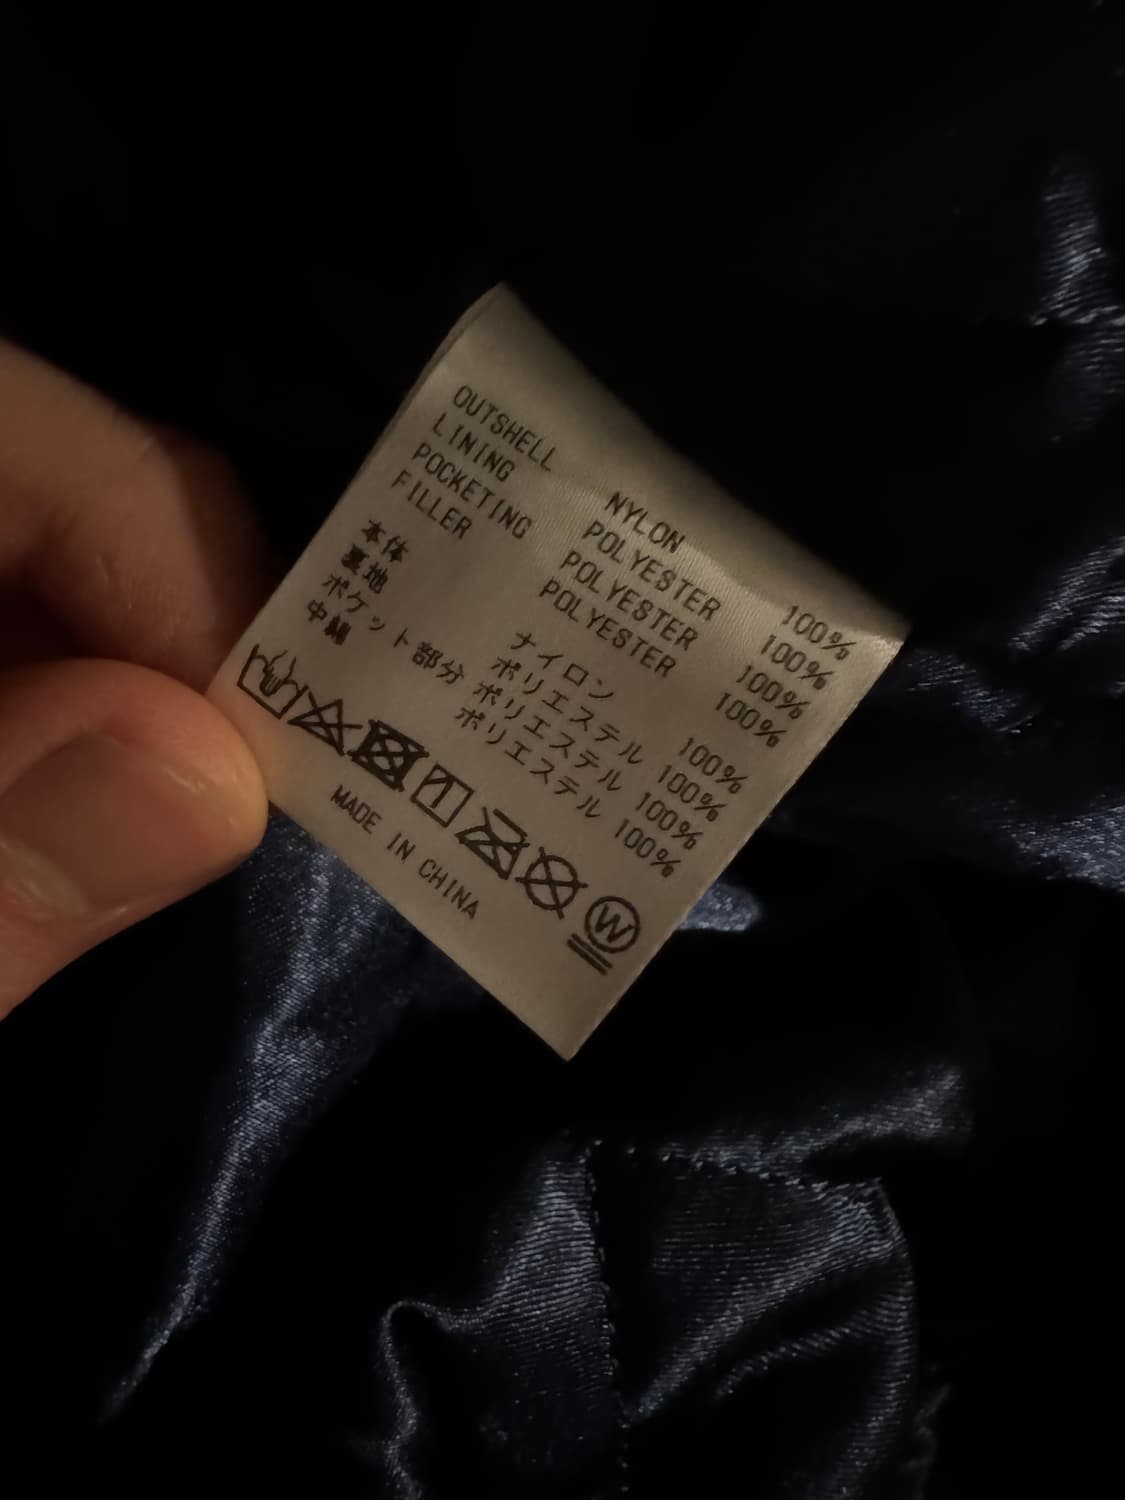 OUTSHELL NYLON 100%
LINING POLYESTER 100%
POCKETING POLYESTER 100%
FILLER POLYESTER 100%
本体 ナイロン 100%
裏地 ポリエステル 100%
ポケット部分 ポリエステル 100%
中綿 ポリエステル 100%
W
MADE IN CHINA